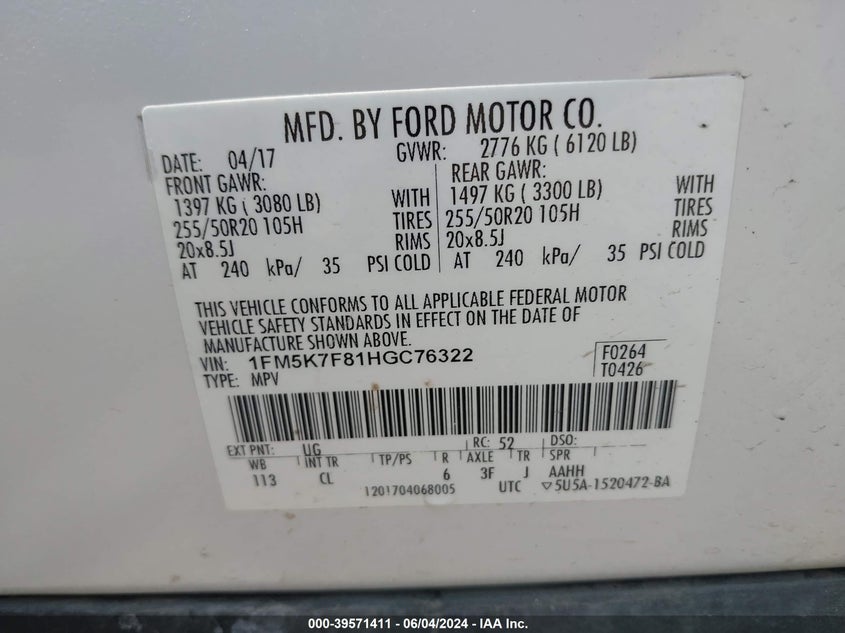 MFD. BY FORD MOTOR CO.
DATE: 04/17 GVWR: 2776 KG ( 6120 LB)
FRONT GAWR: REAR GAWR:
1397 KG ( 3080 LB) WITH 1497 KG ( 3300 LB) WITH
255/50R20 105H TIRES 255/50R20 105H TIRES
20x8.5J RIMS 20x8.5J RIMS
AT 240 kPa/ 35 PSI COLD AT 240 kPa/ 35 PSI COLD
THIS VEHICLE CONFORMS TO ALL APPLICABLE FEDERAL MOTOR
VEHICLE SAFETY STANDARDS IN EFFECT ON THE DATE OF
MANUFACTURE SHOWN ABOVE.
VIN: 1FM5K7F81HGC76322 F0264
TYPE: MPV T0426
EXT PNT: UG RC: 52 DSO:
WB INT TR TP/PS R AXLE TR SPR
113 CL 6 3F J AAHH
1201704068005 UTC ▽5U5A-1520472-BA
000-39571411 - 06/04/2024 - IAA Inc.